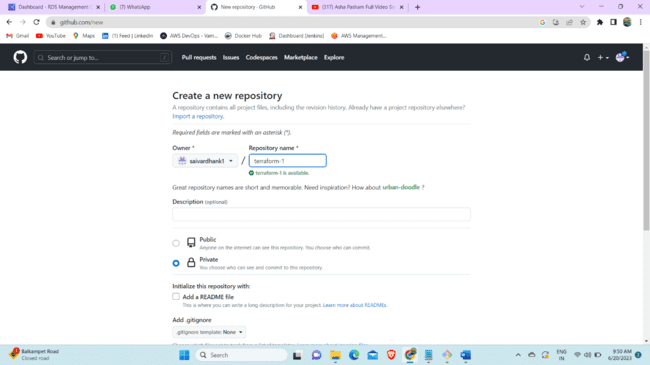 Dashboard - RDS Management C
(7) WhatsApp
New repository · GitHub
(317) Asha Pasham Full Video So
github.com/new
Gmail
YouTube
Maps
(1) Feed | LinkedIn
AWS DevOps - Vam...
Docker Hub
Dashboard [Jenkins]
AWS Management...
Search or jump to...
/
Pull requests
Issues
Codespaces
Marketplace
Explore
Create a new repository
A repository contains all project files, including the revision history. Already have a project repository elsewhere?
Import a repository.
Required fields are marked with an asterisk (*).
Owner *
Repository name *
saivardhank1
/
terraform-1
terraform-1 is available.
Great repository names are short and memorable. Need inspiration? How about urban-doodle ?
Description (optional)
Public
Anyone on the internet can see this repository. You choose who can commit.
Private
You choose who can see and commit to this repository.
Initialize this repository with:
Add a README file
This is where you can write a long description for your project. Learn more about READMEs.
Add .gitignore
.gitignore template: None
Balkampet Road
Closed road
Search
ENG
IN
9:50 AM
6/20/2023